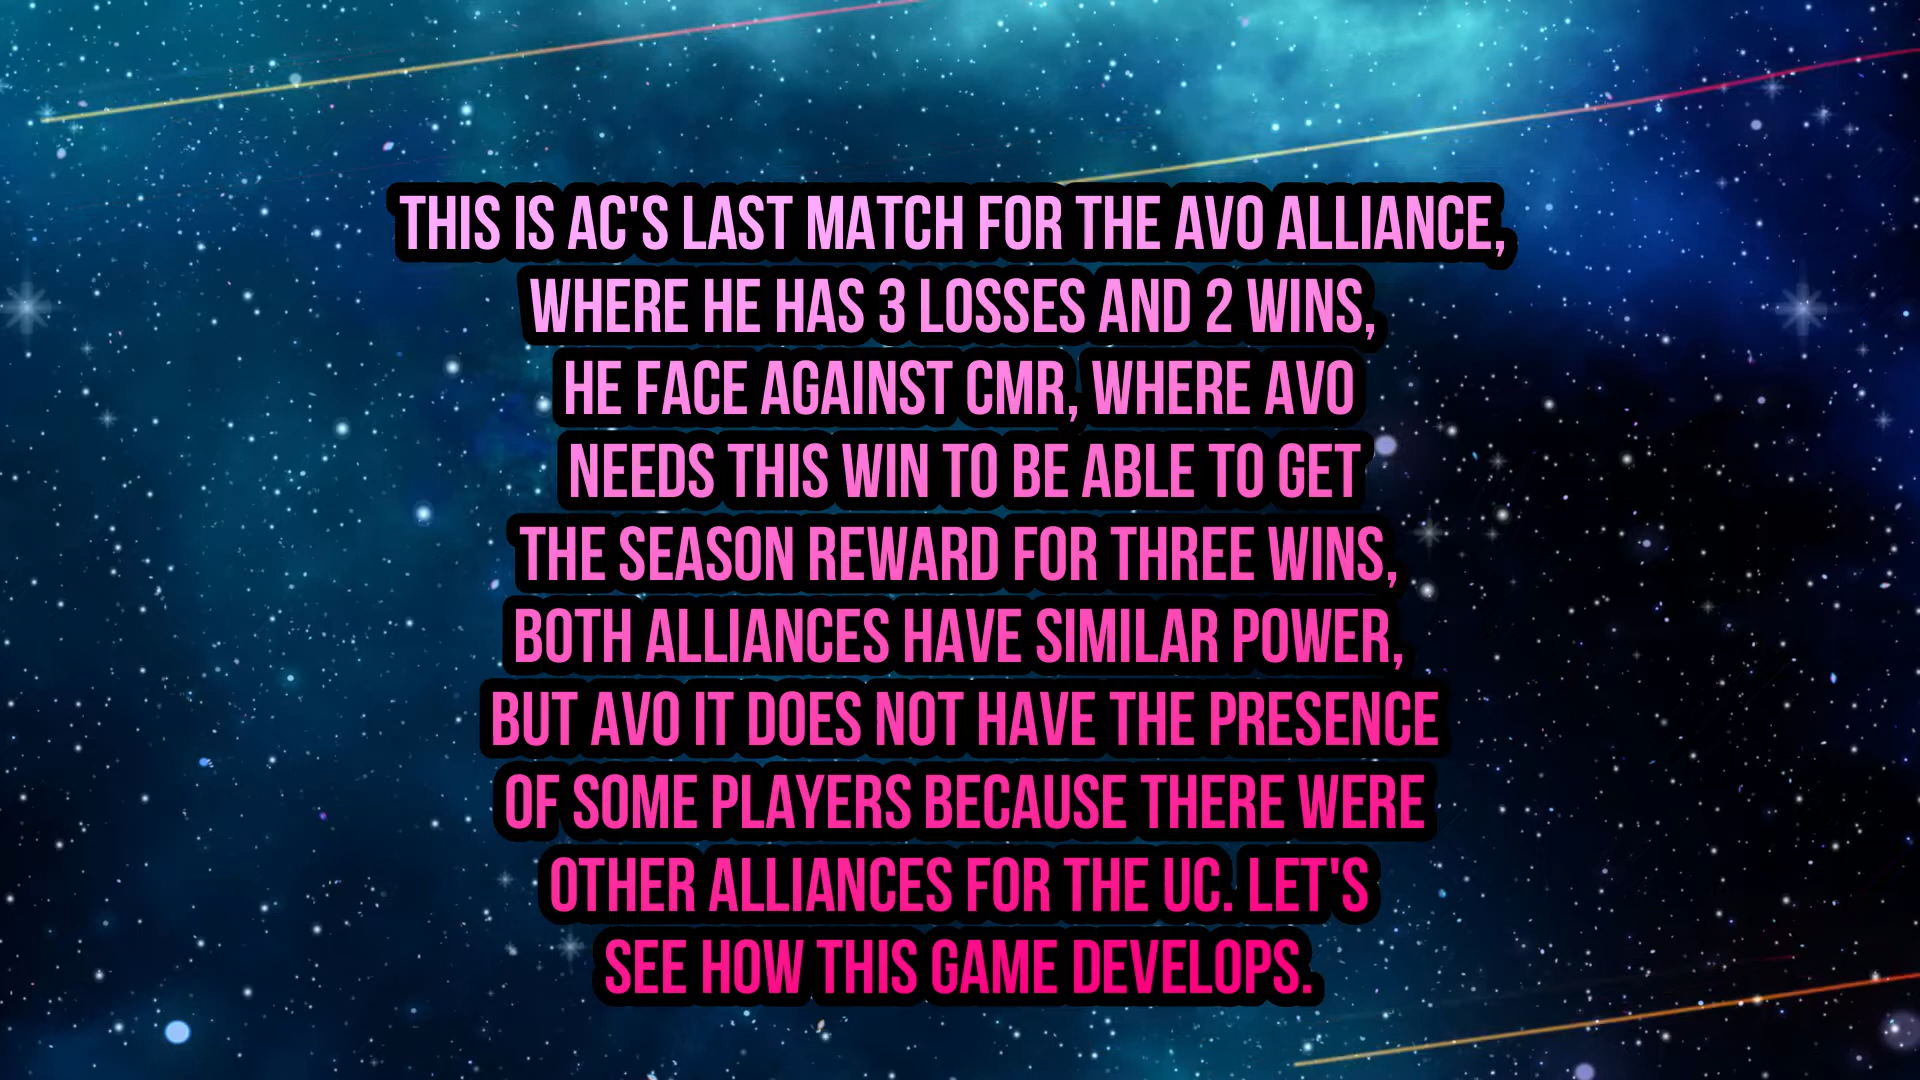 THIS IS AC'S LAST MATCH FOR THE AVO ALLIANCE,
WHERE HE HAS 3 LOSSES AND 2 WINS,
HE FACE AGAINST CMR, WHERE AVO
NEEDS THIS WIN TO BE ABLE TO GET
THE SEASON REWARD FOR THREE WINS,
BOTH ALLIANCES HAVE SIMILAR POWER,
BUT AVO IT DOES NOT HAVE THE PRESENCE
OF SOME PLAYERS BECAUSE THERE WERE
OTHER ALLIANCES FOR THE UC. LET'S
SEE HOW THIS GAME DEVELOPS.